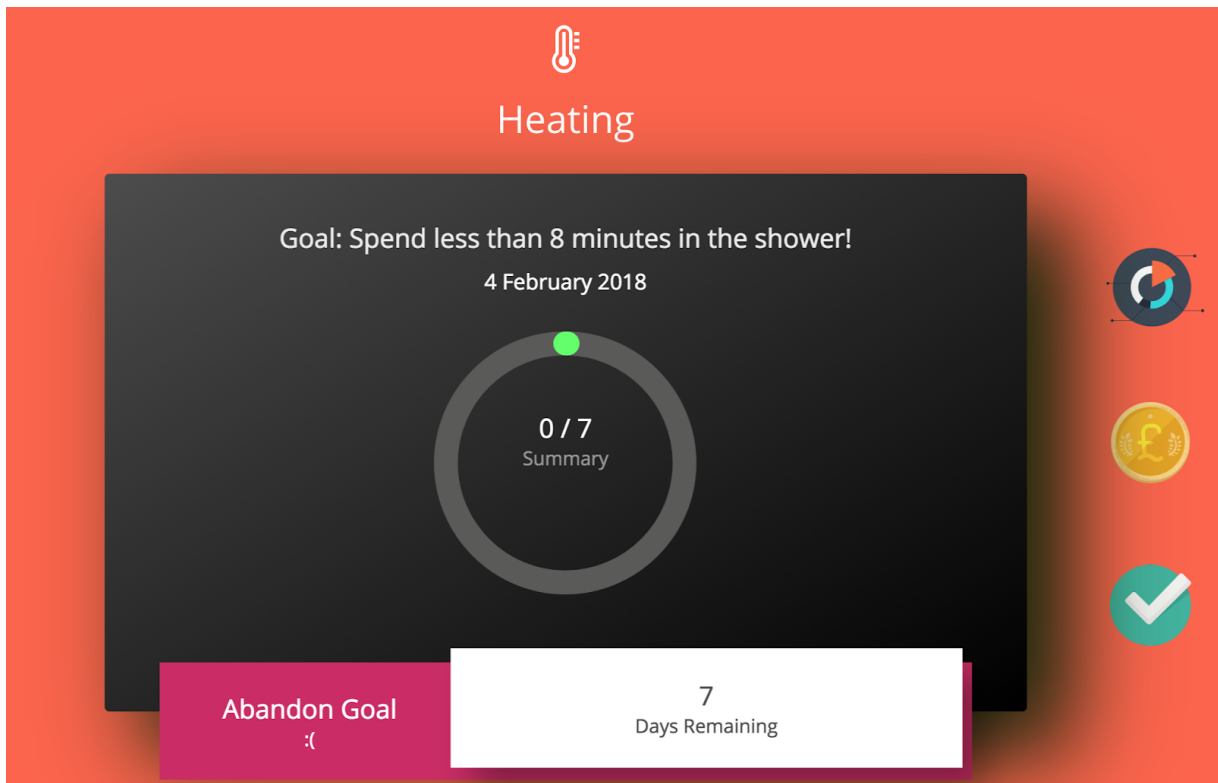 Heating
Goal: Spend less than 8 minutes in the shower!
4 February 2018
0 / 7
Summary
£
Abandon Goal
:(
7
Days Remaining